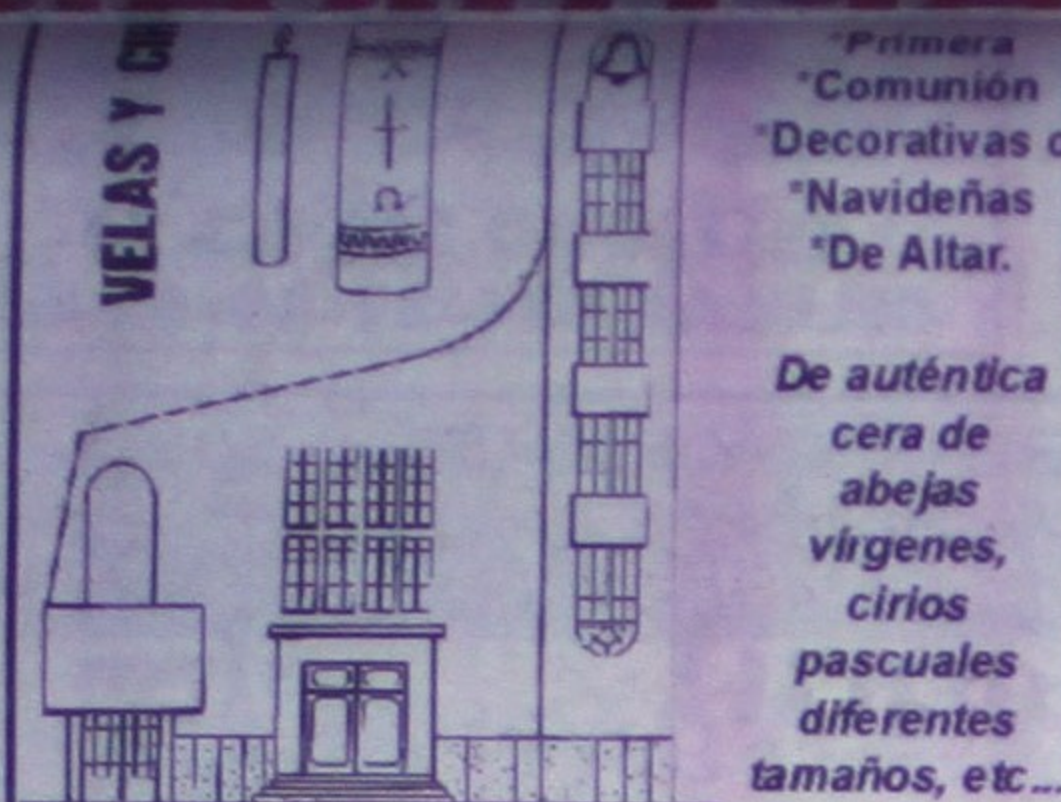 VELAS Y
*Primera
*Comunión
*Decorativas
*Navideñas
*De Altar.
De auténtica
cera de
abejas
vírgenes,
cirios
pascuales
diferentes
tamaños, etc...